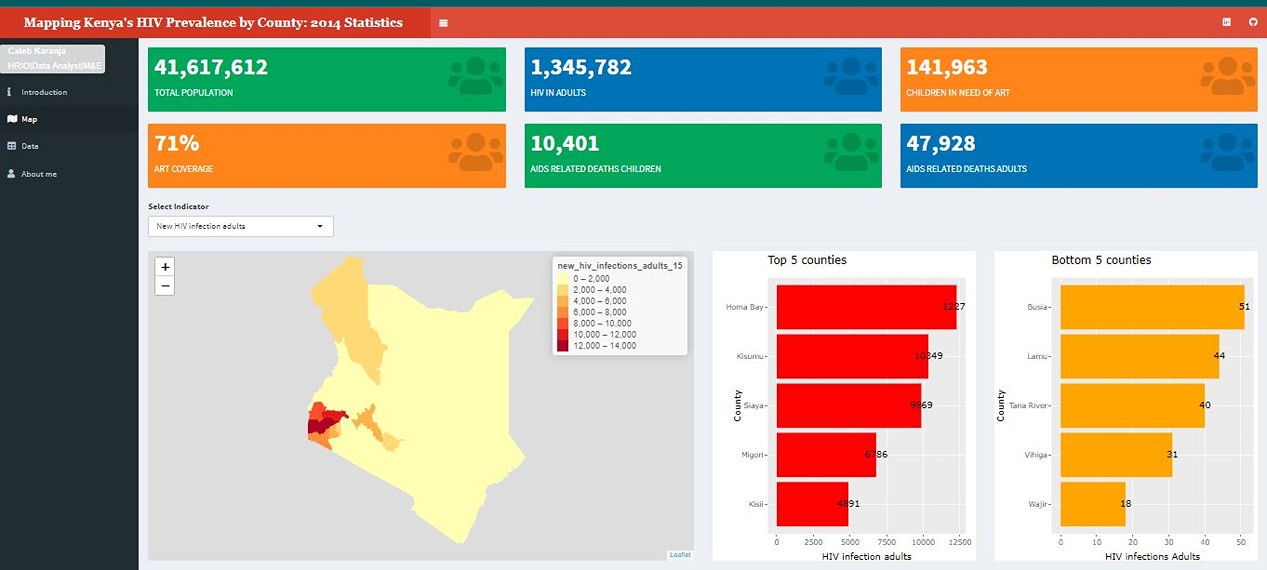 Mapping Kenya's HIV Prevalence by County: 2014 Statistics
Caleb Karanja
HRIO|Data Analyst|M&E
Introduction
Map
Data
About me
41,617,612
TOTAL POPULATION
1,345,782
HIV IN ADULTS
141,963
CHILDREN IN NEED OF ART
71%
ART COVERAGE
10,401
AIDS RELATED DEATHS CHILDREN
47,928
AIDS RELATED DEATHS ADULTS
Select Indicator
New HIV infection adults
+
−
new_hiv_infections_adults_15
0 – 2,000
2,000 – 4,000
4,000 – 6,000
6,000 – 8,000
8,000 – 10,000
10,000 – 12,000
12,000 – 14,000
Leaflet
Top 5 counties
County
Homa Bay
Kisumu
10349
Siaya
9869
Migori
6786
Kisii
4891
0 2500 5000 7500 10000 12500
HIV infection adults
Bottom 5 counties
County
Busia 51
Lamu 44
Tana River 40
Vihiga 31
Wajir 18
0 10 20 30 40 50
HIV infections Adults